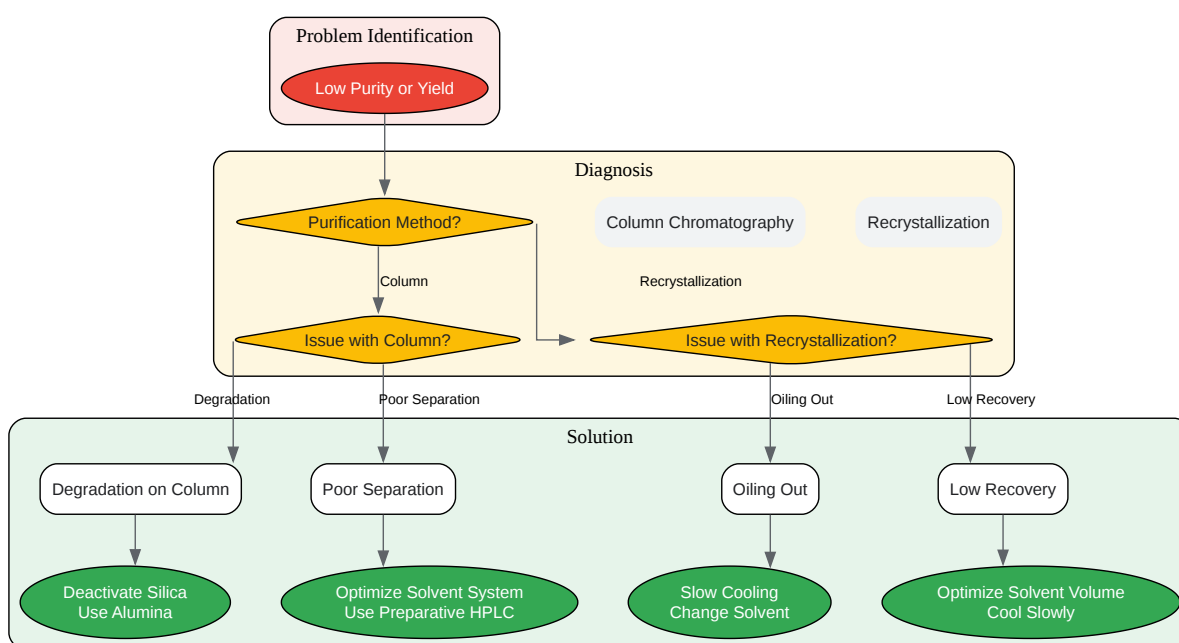 Problem Identification
Low Purity or Yield
Diagnosis
Purification Method?
Column Chromatography
Recrystallization
Column
Recrystallization
Issue with Column?
Issue with Recrystallization?
Degradation
Poor Separation
Oiling Out
Low Recovery
Solution
Degradation on Column
Poor Separation
Oiling Out
Low Recovery
Deactivate Silica
Use Alumina
Optimize Solvent System
Use Preparative HPLC
Slow Cooling
Change Solvent
Optimize Solvent Volume
Cool Slowly